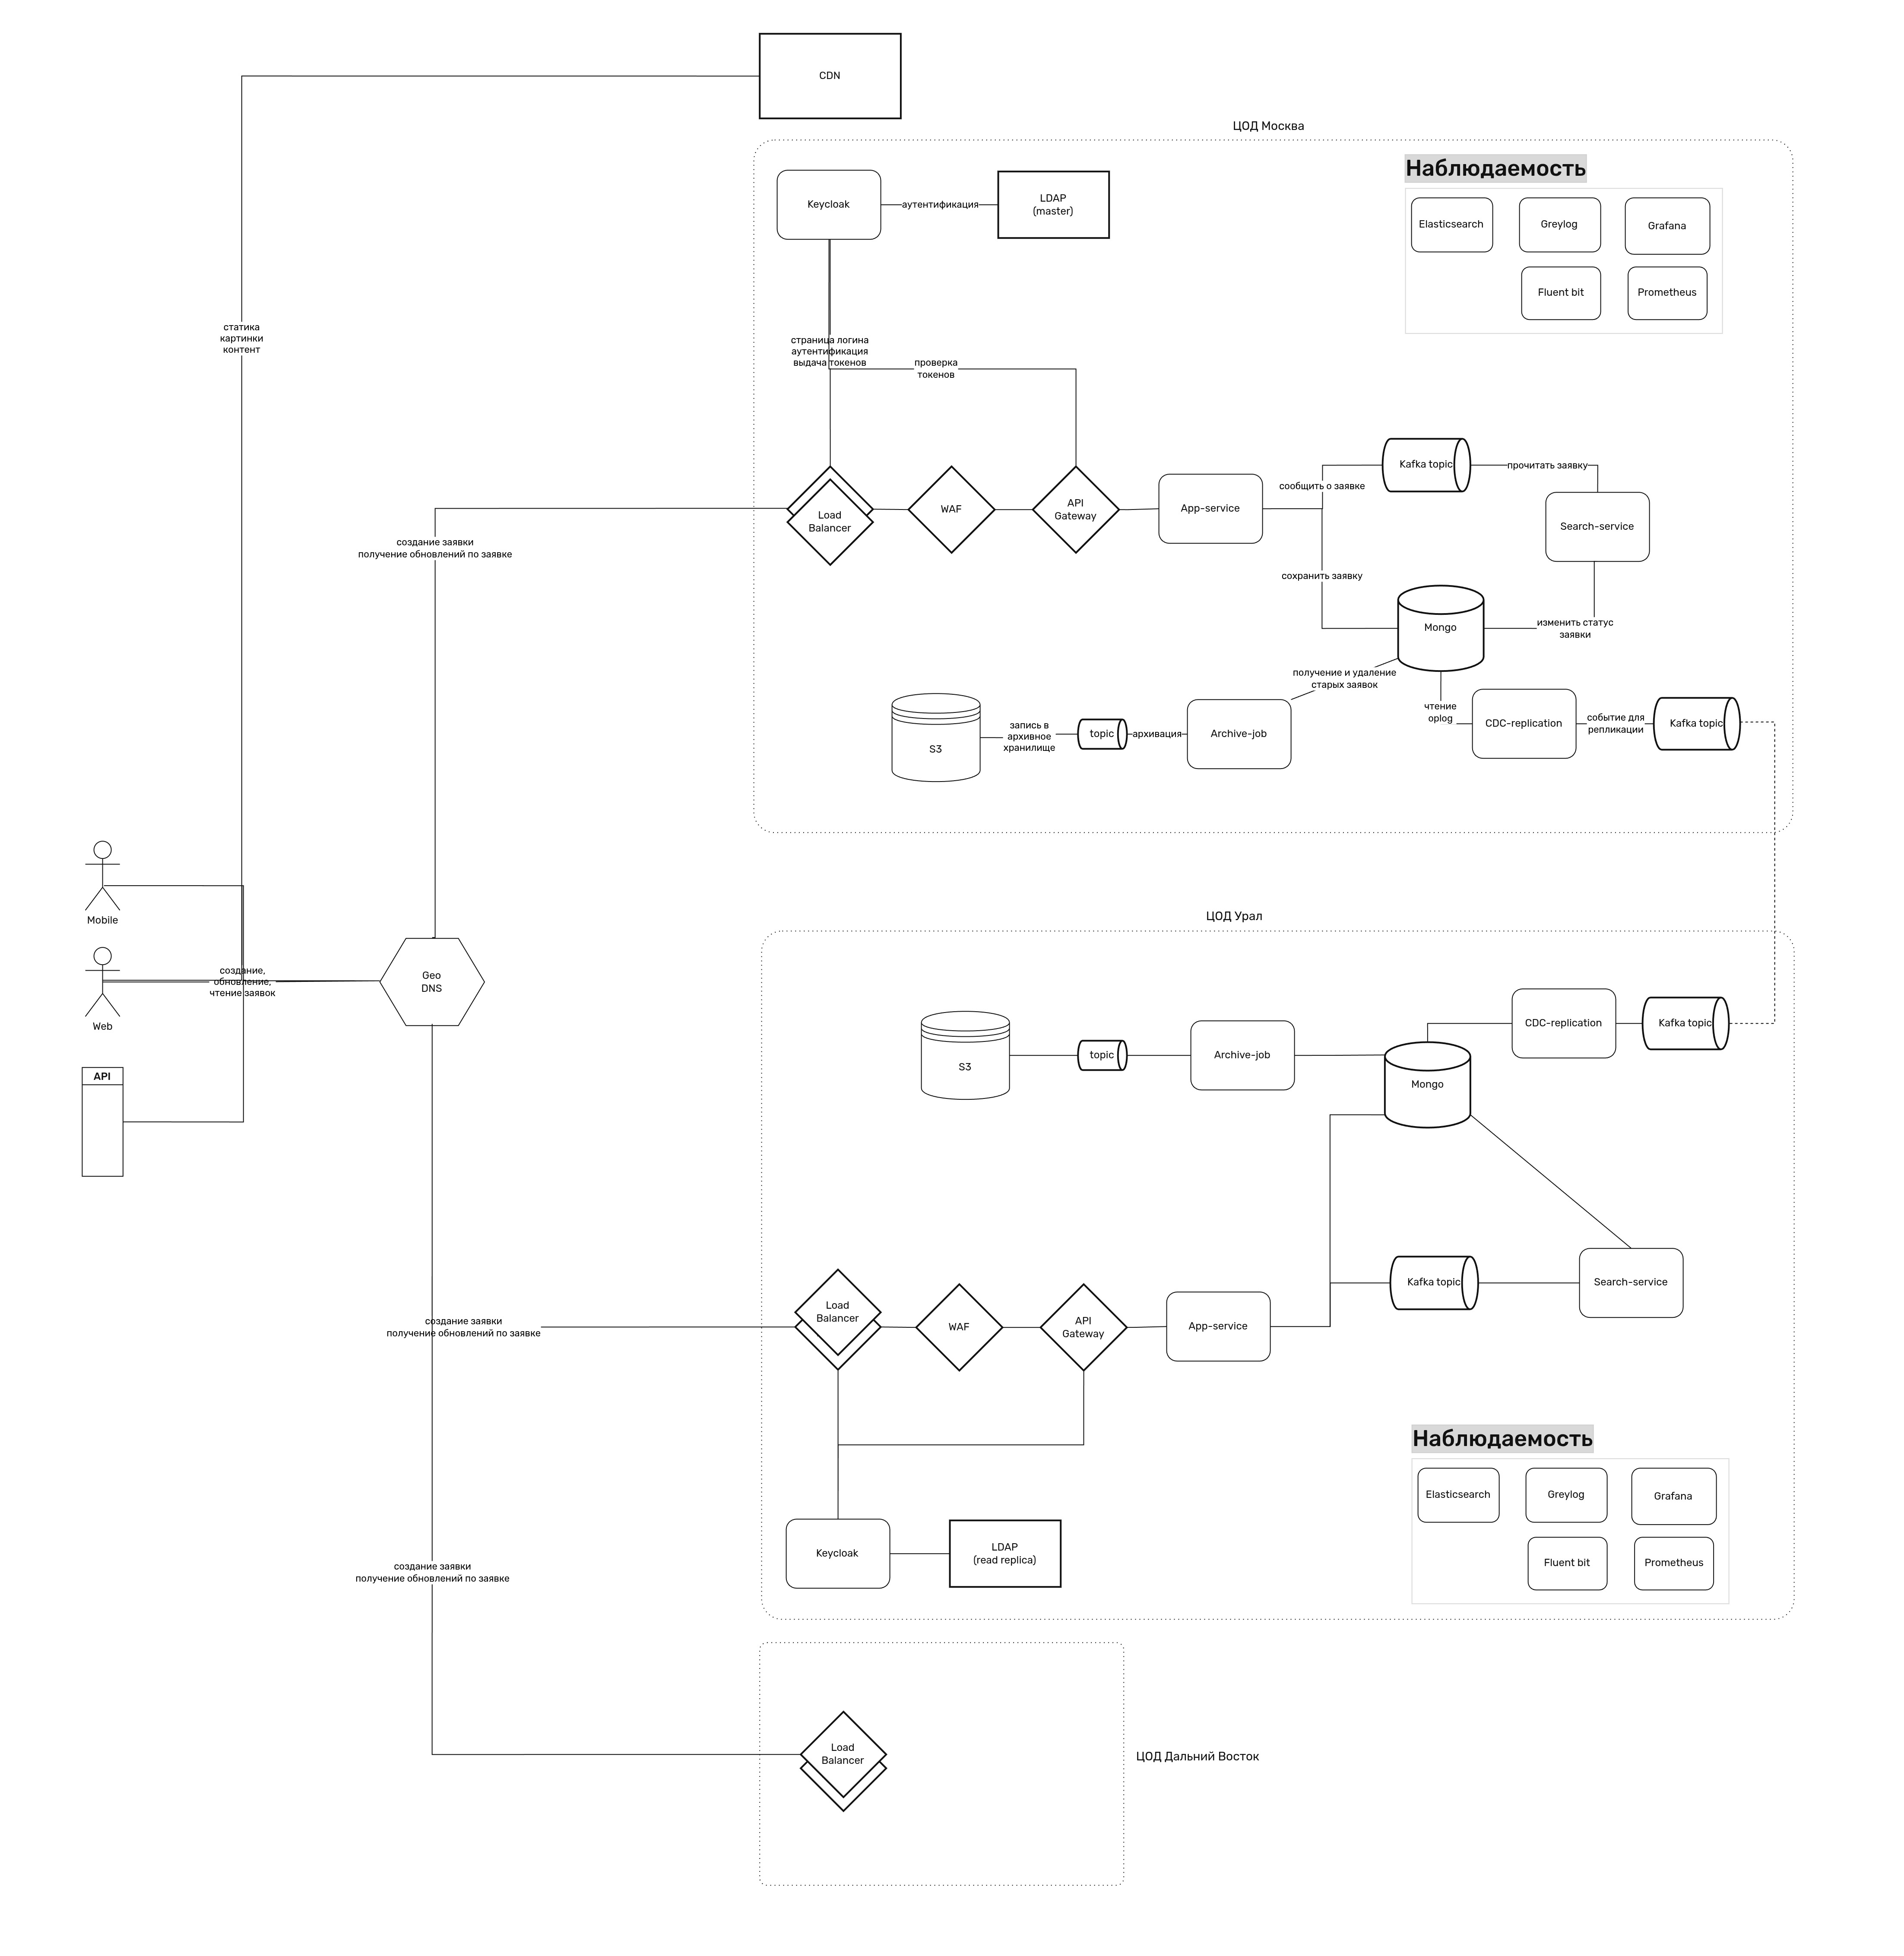 CDN
ЦОД Москва
Наблюдаемость
Keycloak
аутентификация
LDAP
(master)
Elasticsearch
Greylog
Grafana
Fluent bit
Prometheus
статика
картинки
контент
страница логина
аутентификация
выдача токенов
проверка
токенов
создание заявки
получение обновлений по заявке
Load
Balancer
WAF
API
Gateway
App-service
сообщить о заявке
Kafka topic
прочитать заявку
Search-service
сохранить заявку
Mongo
изменить статус
заявки
получение и удаление
старых заявок
чтение
oplog
CDC-replication
событие для
репликации
Kafka topic
S3
запись в
архивное
хранилище
topic
архивация
Archive-job
Mobile
Web
API
создание,
обновление,
чтение заявок
Geo
DNS
ЦОД Урал
S3
topic
Archive-job
Mongo
CDC-replication
Kafka topic
создание заявки
получение обновлений по заявке
Load
Balancer
WAF
API
Gateway
App-service
Kafka topic
Search-service
Наблюдаемость
Elasticsearch
Greylog
Grafana
Fluent bit
Prometheus
Keycloak
LDAP
(read replica)
создание заявки
получение обновлений по заявке
Load
Balancer
ЦОД Дальний Восток